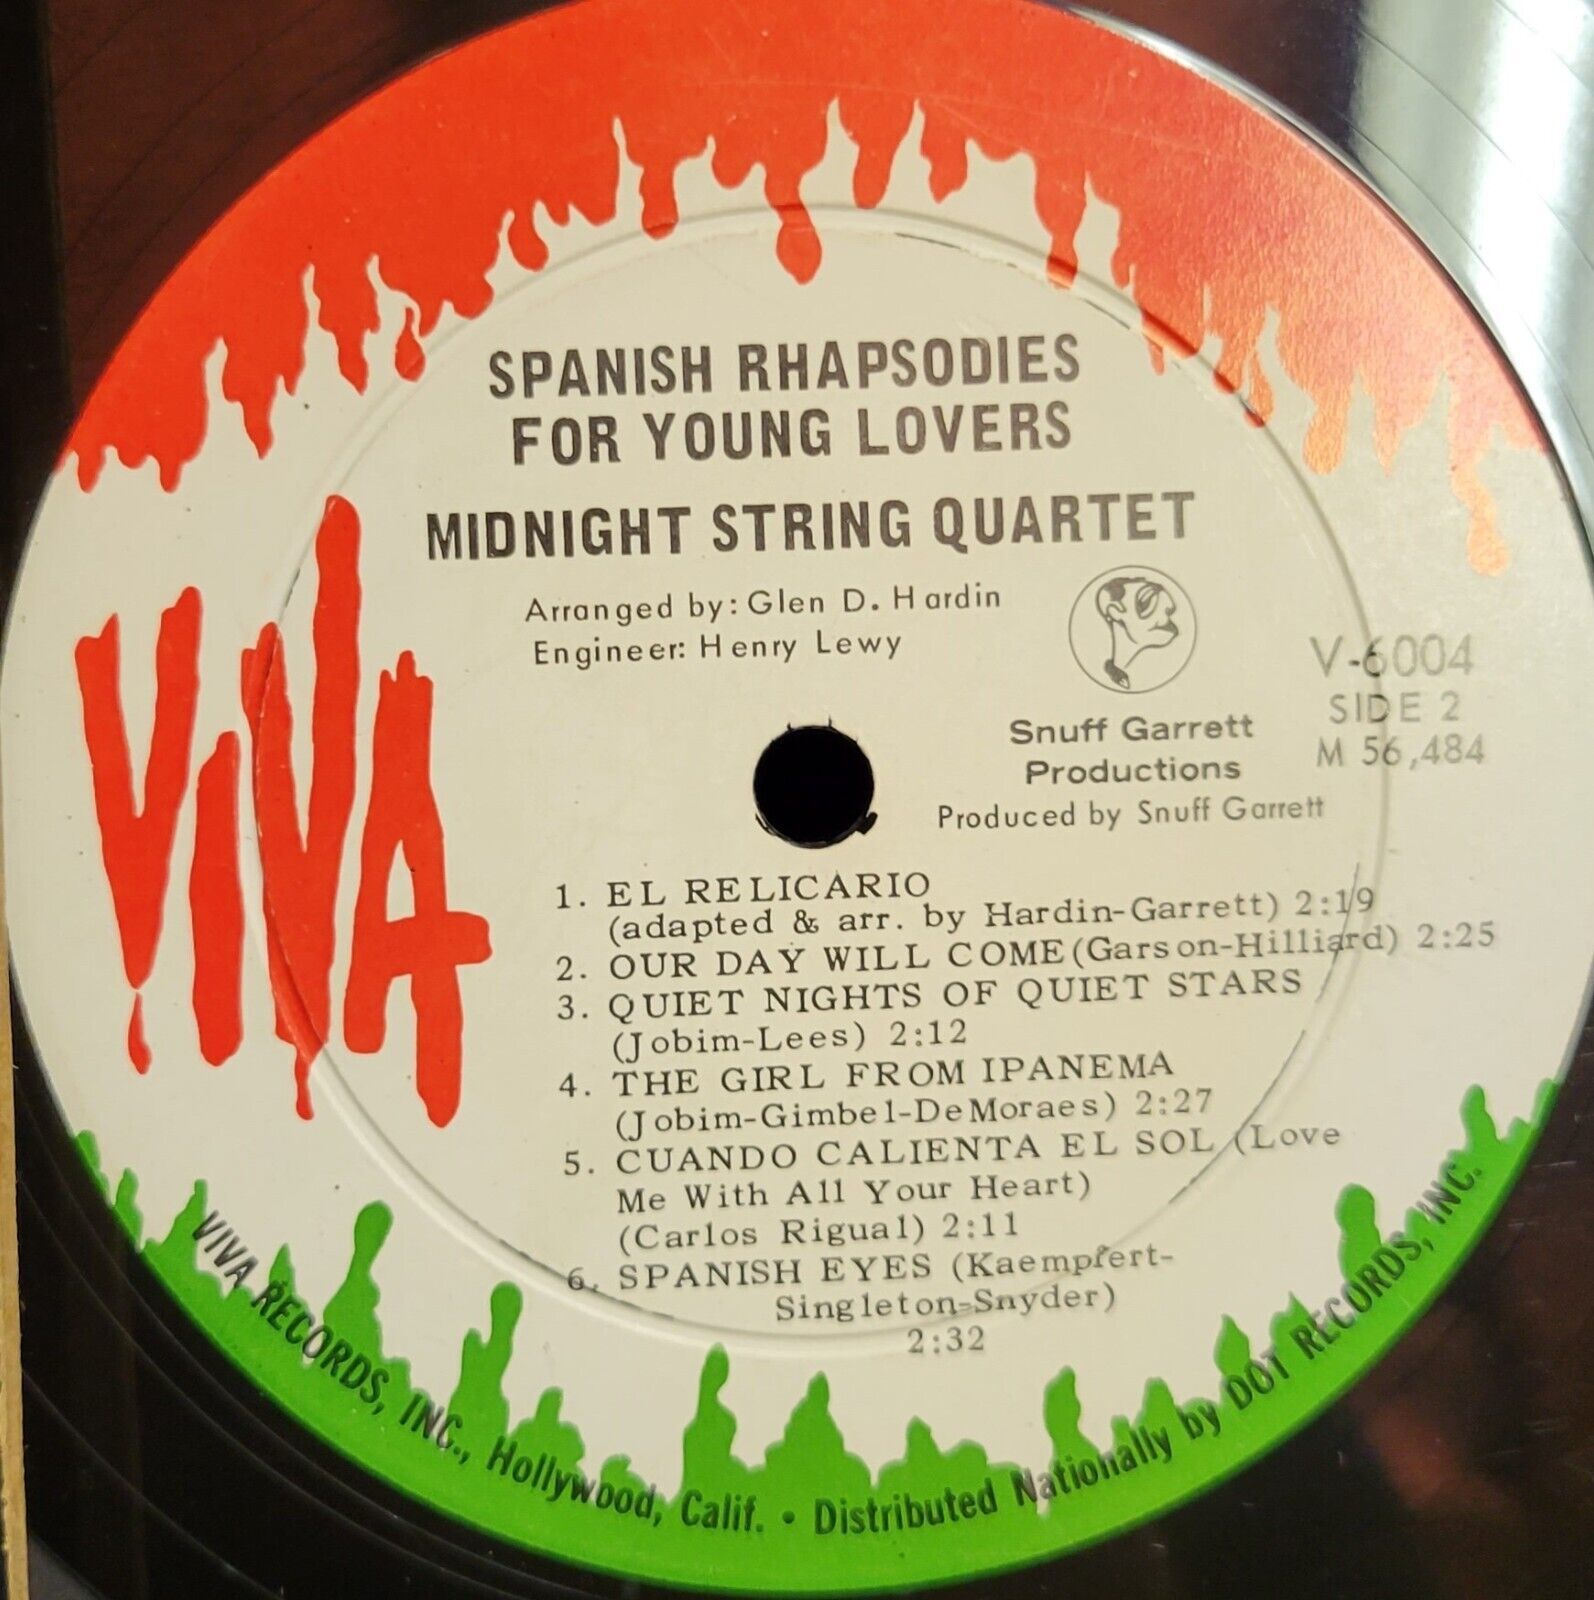 SPANISH RHAPSODIES
FOR YOUNG LOVERS
MIDNIGHT STRING QUARTET
Arranged by: Glen D. Hardin
Engineer: Henry Lewy
VIVA
V-6004
SIDE 2
M 56,484
Snuff Garrett
Productions
Produced by Snuff Garrett
1. EL RELICARIO
(adapted & arr. by Hardin-Garrett) 2:19
2. OUR DAY WILL COME (Garson-Hilliard) 2:25
3. QUIET NIGHTS OF QUIET STARS
(Jobim-Lees) 2:12
4. THE GIRL FROM IPANEMA
(Jobim-Gimbel-DeMoraes) 2:27
5. CUANDO CALIENTA EL SOL (Love
Me With All Your Heart)
(Carlos Rigual) 2:11
6. SPANISH EYES (Kaempfert-
Singleton-Snyder)
2:32
VIVA RECORDS, INC., Hollywood, Calif. • Distributed Nationally by DOT RECORDS, INC.